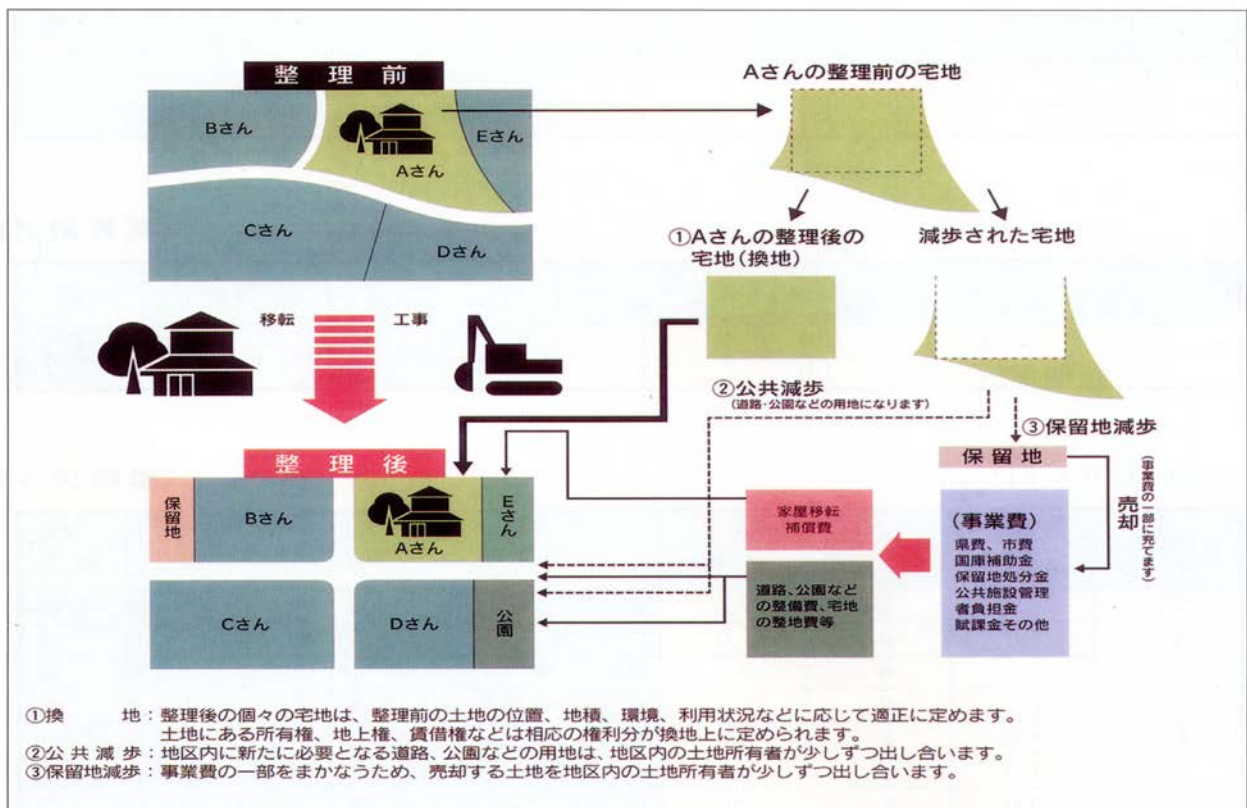 整理前
Bさん
Aさん
Eさん
Cさん
Dさん
Aさんの整理前の宅地
①Aさんの整理後の
宅地(換地)
減歩された宅地
移転
工事
②公共減歩
(道路・公園などの用地になります)
③保留地減歩
保留地
売却
(事業費の一部に充てます)
整理後
保留地
Bさん
Aさん
Eさん
Cさん
Dさん
公園
家屋移転
補償費
道路、公園など
の整備費、宅地
の整地費等
(事業費)
県費、市費
国庫補助金
保留地処分金
公共施設管理
者負担金
賦課金その他
①換　　地：整理後の個々の宅地は、整理前の土地の位置、地積、環境、利用状況などに応じて適正に定めます。
土地にある所有権、地上権、賃借権などは相応の権利分が換地上に定められます。
②公共減歩：地区内に新たに必要となる道路、公園などの用地は、地区内の土地所有者が少しずつ出し合います。
③保留地減歩：事業費の一部をまかなうため、売却する土地を地区内の土地所有者が少しずつ出し合います。